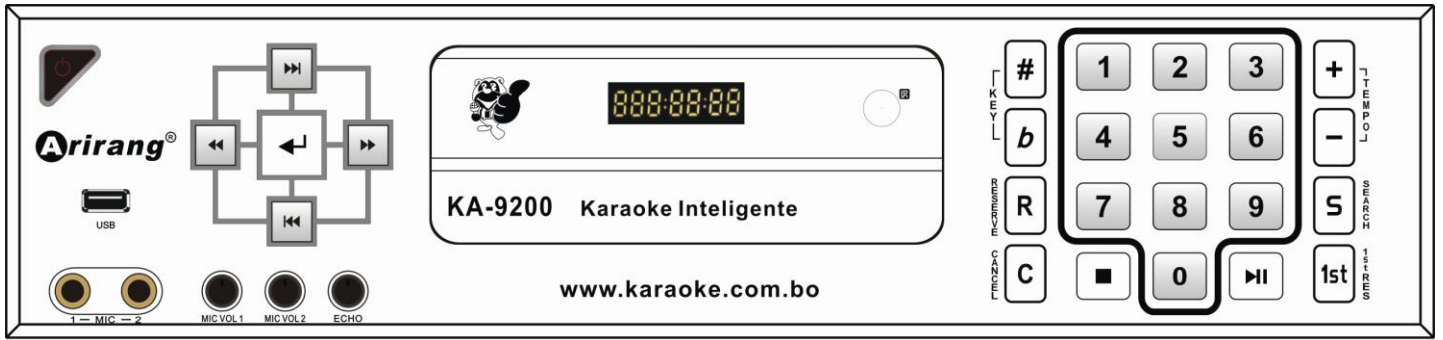 Arirang®
USB
1 — MIC — 2
MIC VOL 1
MIC VOL 2
ECHO
888:88:88
KA-9200 Karaoke Inteligente
www.karaoke.com.bo
KEY
#
b
RESERVE
R
CANCEL
C
1 2 3
4 5 6
7 8 9
0
+
-
TEMPO
S
SEARCH
1st
1stRES